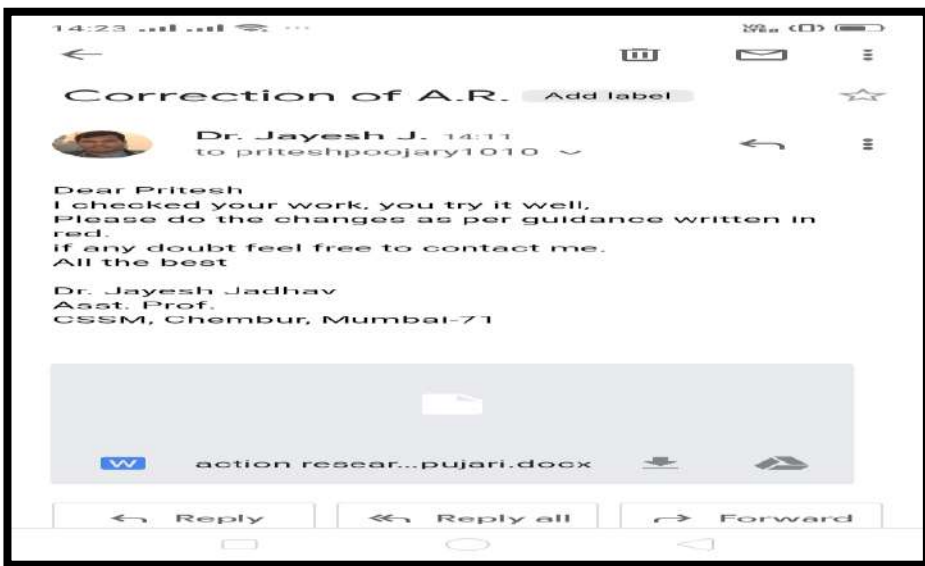 14:23
Correction of A.R. Add label
Dr. Jayesh J. 14:11
to priteshpoojary1010
Dear Pritesh
I checked your work, you try it well,
Please do the changes as per guidance written in
red.
if any doubt feel free to contact me.
All the best
Dr. Jayesh Jadhav
Asst. Prof.
CSSM, Chembur, Mumbai-71
W action resear...pujari.docx
Reply Reply all Forward